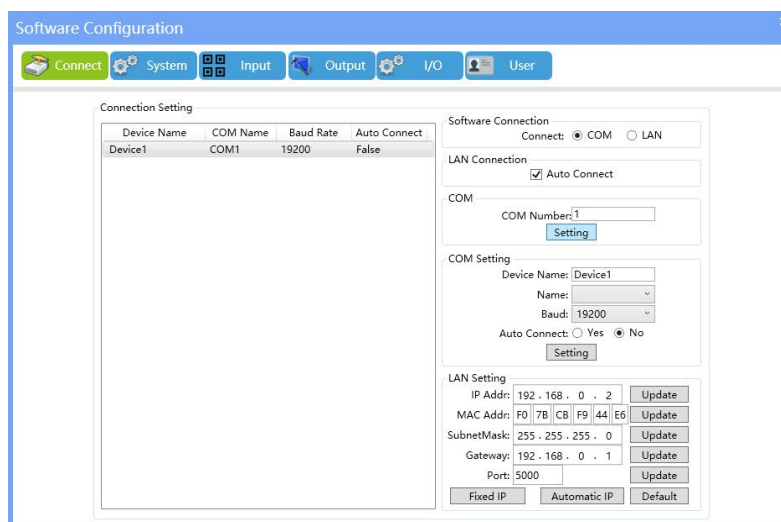 Software Configuration
Connect System Input Output I/O User
Connection Setting
Device Name COM Name Baud Rate Auto Connect
Device1 COM1 19200 False
Software Connection
Connect: COM LAN
LAN Connection
Auto Connect
COM
COM Number: 1
Setting
COM Setting
Device Name: Device1
Name:
Baud: 19200
Auto Connect: Yes No
Setting
LAN Setting
IP Addr: 192 . 168 . 0 . 2 Update
MAC Addr: F0 7B CB F9 44 E6 Update
SubnetMask: 255 . 255 . 255 . 0 Update
Gateway: 192 . 168 . 0 . 1 Update
Port: 5000 Update
Fixed IP Automatic IP Default